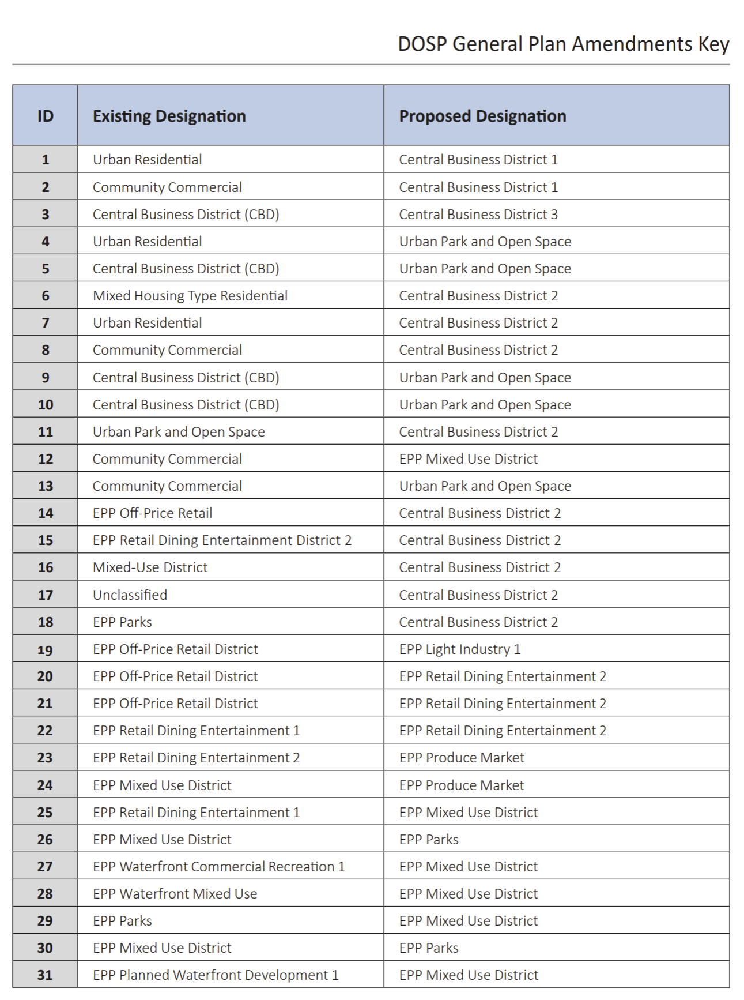 DOSP General Plan Amendments Key
ID Existing Designation Proposed Designation
1 Urban Residential Central Business District 1
2 Community Commercial Central Business District 1
3 Central Business District (CBD) Central Business District 3
4 Urban Residential Urban Park and Open Space
5 Central Business District (CBD) Urban Park and Open Space
6 Mixed Housing Type Residential Central Business District 2
7 Urban Residential Central Business District 2
8 Community Commercial Central Business District 2
9 Central Business District (CBD) Urban Park and Open Space
10 Central Business District (CBD) Urban Park and Open Space
11 Urban Park and Open Space Central Business District 2
12 Community Commercial EPP Mixed Use District
13 Community Commercial Urban Park and Open Space
14 EPP Off-Price Retail Central Business District 2
15 EPP Retail Dining Entertainment District 2 Central Business District 2
16 Mixed-Use District Central Business District 2
17 Unclassified Central Business District 2
18 EPP Parks Central Business District 2
19 EPP Off-Price Retail District EPP Light Industry 1
20 EPP Off-Price Retail District EPP Retail Dining Entertainment 2
21 EPP Off-Price Retail District EPP Retail Dining Entertainment 2
22 EPP Retail Dining Entertainment 1 EPP Retail Dining Entertainment 2
23 EPP Retail Dining Entertainment 2 EPP Produce Market
24 EPP Mixed Use District EPP Produce Market
25 EPP Retail Dining Entertainment 1 EPP Mixed Use District
26 EPP Mixed Use District EPP Parks
27 EPP Waterfront Commercial Recreation 1 EPP Mixed Use District
28 EPP Waterfront Mixed Use EPP Mixed Use District
29 EPP Parks EPP Mixed Use District
30 EPP Mixed Use District EPP Parks
31 EPP Planned Waterfront Development 1 EPP Mixed Use District